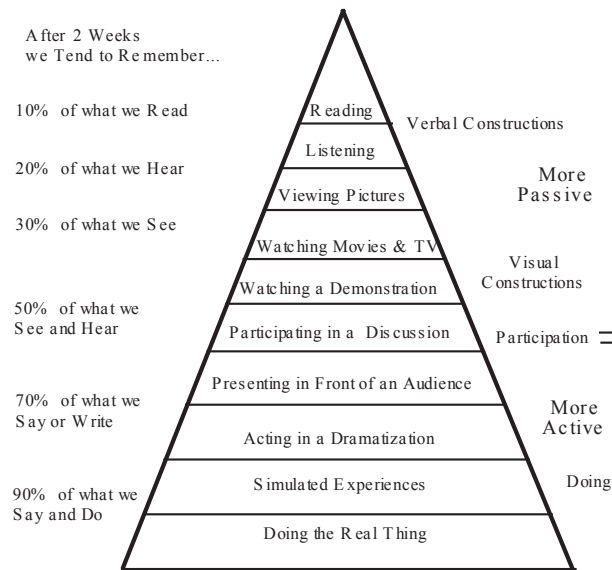 After 2 Weeks
we Tend to Remember...
10% of what we Read
Reading
Verbal Constructions
Listening
20% of what we Hear
More
Passive
Viewing Pictures
30% of what we See
Watching Movies & TV
Visual
Constructions
Watching a Demonstration
50% of what we
See and Hear
Participating in a Discussion
Participation
Presenting in Front of an Audience
70% of what we
Say or Write
More
Active
Acting in a Dramatization
Simulated Experiences
Doing
90% of what we
Say and Do
Doing the Real Thing